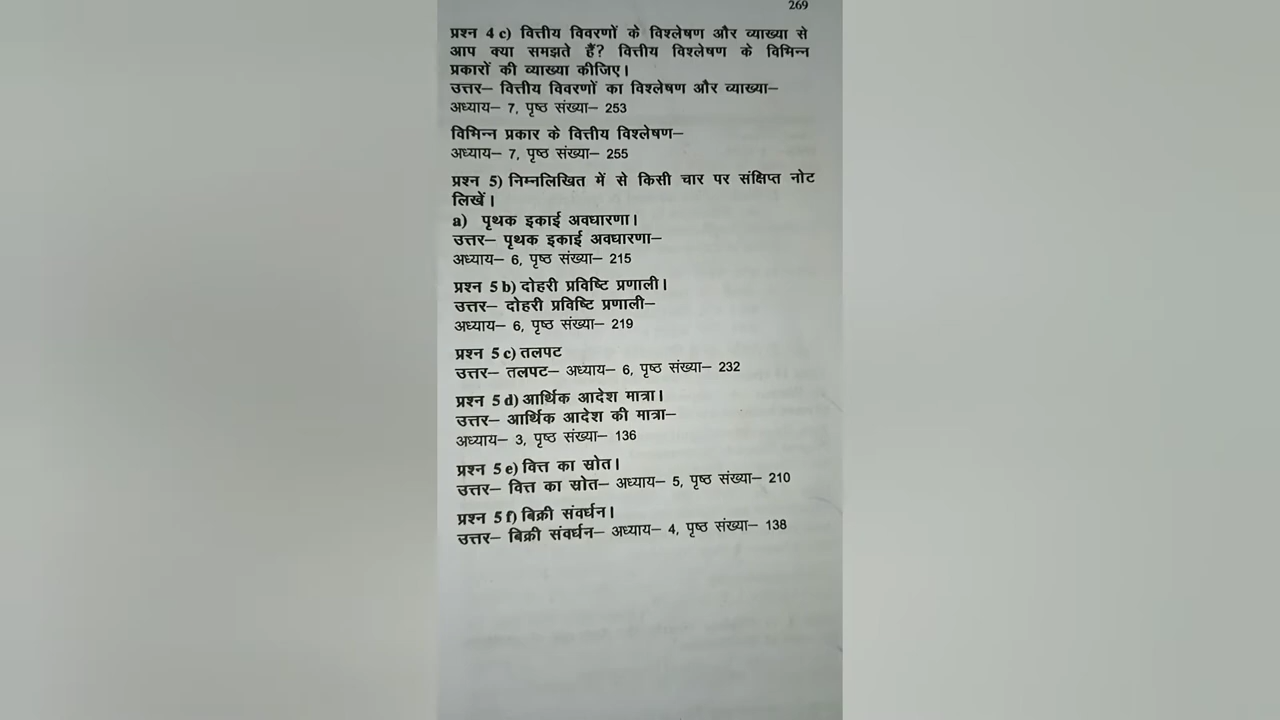 269
प्रश्न 4 c) वित्तीय विवरणों के विश्लेषण और व्याख्या से
आप क्या समझते हैं? वित्तीय विश्लेषण के विभिन्न
प्रकारों की व्याख्या कीजिए।
उत्तर– वित्तीय विवरणों का विश्लेषण और व्याख्या–
अध्याय– 7, पृष्ठ संख्या– 253
विभिन्न प्रकार के वित्तीय विश्लेषण–
अध्याय– 7, पृष्ठ संख्या– 255
प्रश्न 5) निम्नलिखित में से किसी चार पर संक्षिप्त नोट
लिखें।
a) पृथक इकाई अवधारणा।
उत्तर– पृथक इकाई अवधारणा–
अध्याय– 6, पृष्ठ संख्या– 215
प्रश्न 5 b) दोहरी प्रविष्टि प्रणाली।
उत्तर– दोहरी प्रविष्टि प्रणाली–
अध्याय– 6, पृष्ठ संख्या– 219
प्रश्न 5 c) तलपट
उत्तर– तलपट– अध्याय– 6, पृष्ठ संख्या– 232
प्रश्न 5 d) आर्थिक आदेश मात्रा।
उत्तर– आर्थिक आदेश की मात्रा–
अध्याय– 3, पृष्ठ संख्या– 136
प्रश्न 5 e) वित्त का स्रोत।
उत्तर– वित्त का स्रोत– अध्याय– 5, पृष्ठ संख्या– 210
प्रश्न 5 f) बिक्री संवर्धन।
उत्तर– बिक्री संवर्धन– अध्याय– 4, पृष्ठ संख्या– 138